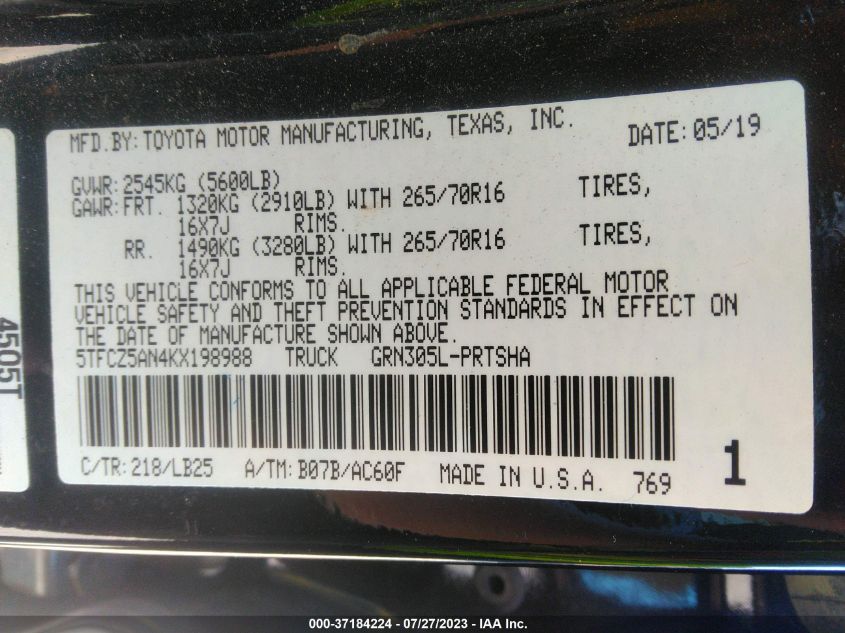 MFD.BY: TOYOTA MOTOR MANUFACTURING, TEXAS, INC. DATE: 05/19
GVWR: 2545KG (5600LB)
GAWR: FRT. 1320KG (2910LB) WITH 265/70R16 TIRES,
16X7J RIMS.
RR. 1490KG (3280LB) WITH 265/70R16 TIRES,
16X7J RIMS.
THIS VEHICLE CONFORMS TO ALL APPLICABLE FEDERAL MOTOR
VEHICLE SAFETY AND THEFT PREVENTION STANDARDS IN EFFECT ON
THE DATE OF MANUFACTURE SHOWN ABOVE.
5TFCZ5AN4KX198988 TRUCK GRN305L-PRTSHA
C/TR: 218/LB25 A/TM: B07B/AC60F MADE IN U.S.A. 769 1
4505T
000-37184224 - 07/27/2023 - IAA Inc.